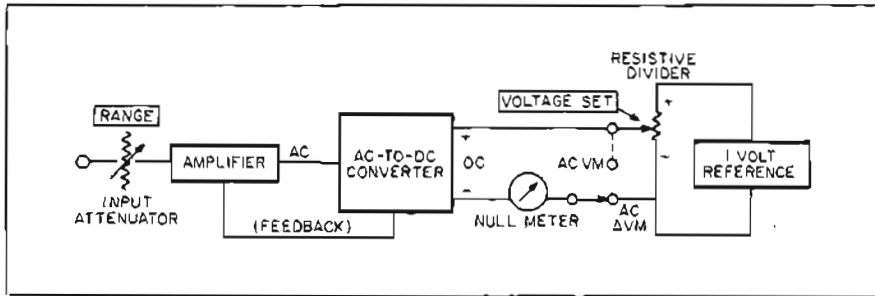 RESISTIVE
DIVIDER
VOLTAGE SET
RANGE
+
+
AMPLIFIER
AC
AC-TO-DC
CONVERTER
DC
AC VM
-
1 VOLT
REFERENCE
-
INPUT
ATTENUATOR
(FEEDBACK)
NULL METER
AC
ΔVM